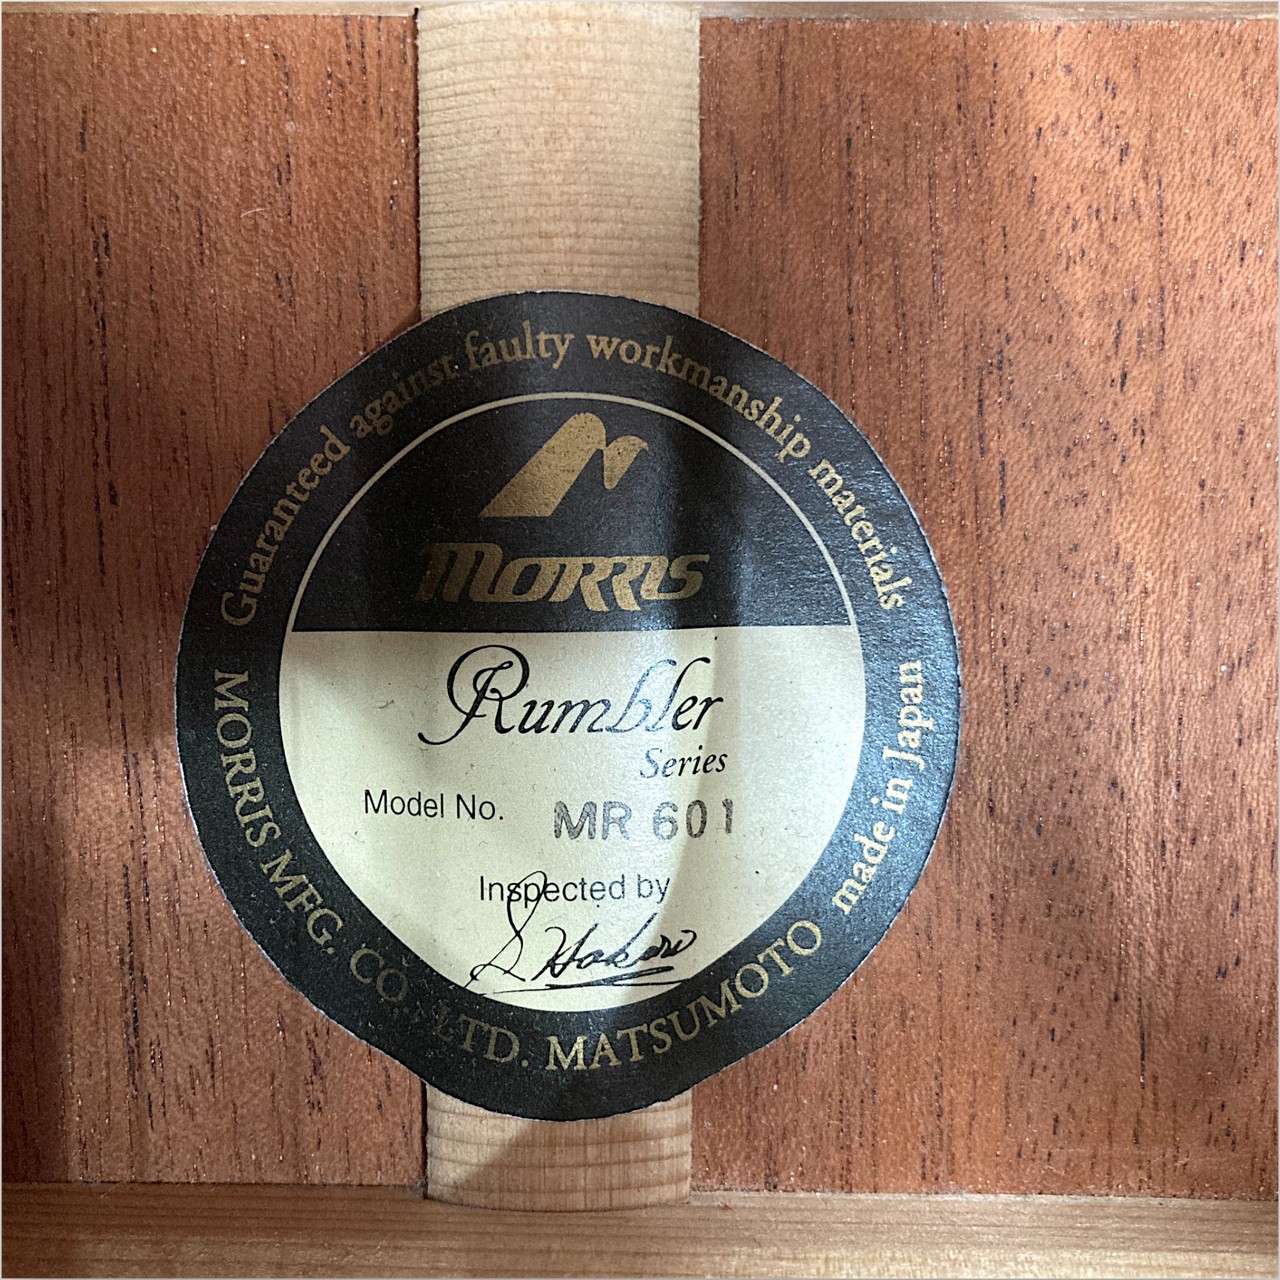 Guaranteed against faulty workmanship materials
MORRIS
Rumbler
Series
Model No. MR 601
Inspected by
MORRIS MFG. CO., LTD. MATSUMOTO made in Japan